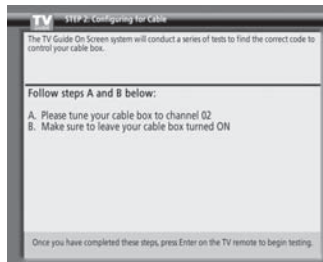 TV STEP 2: Configuring for Cable
The TV Guide On Screen system will conduct a series of tests to find the correct code to
control your cable box.
Follow steps A and B below:
A. Please tune your cable box to channel 02
B. Make sure to leave your cable box turned ON
Once you have completed these steps, press Enter on the TV remote to begin testing.